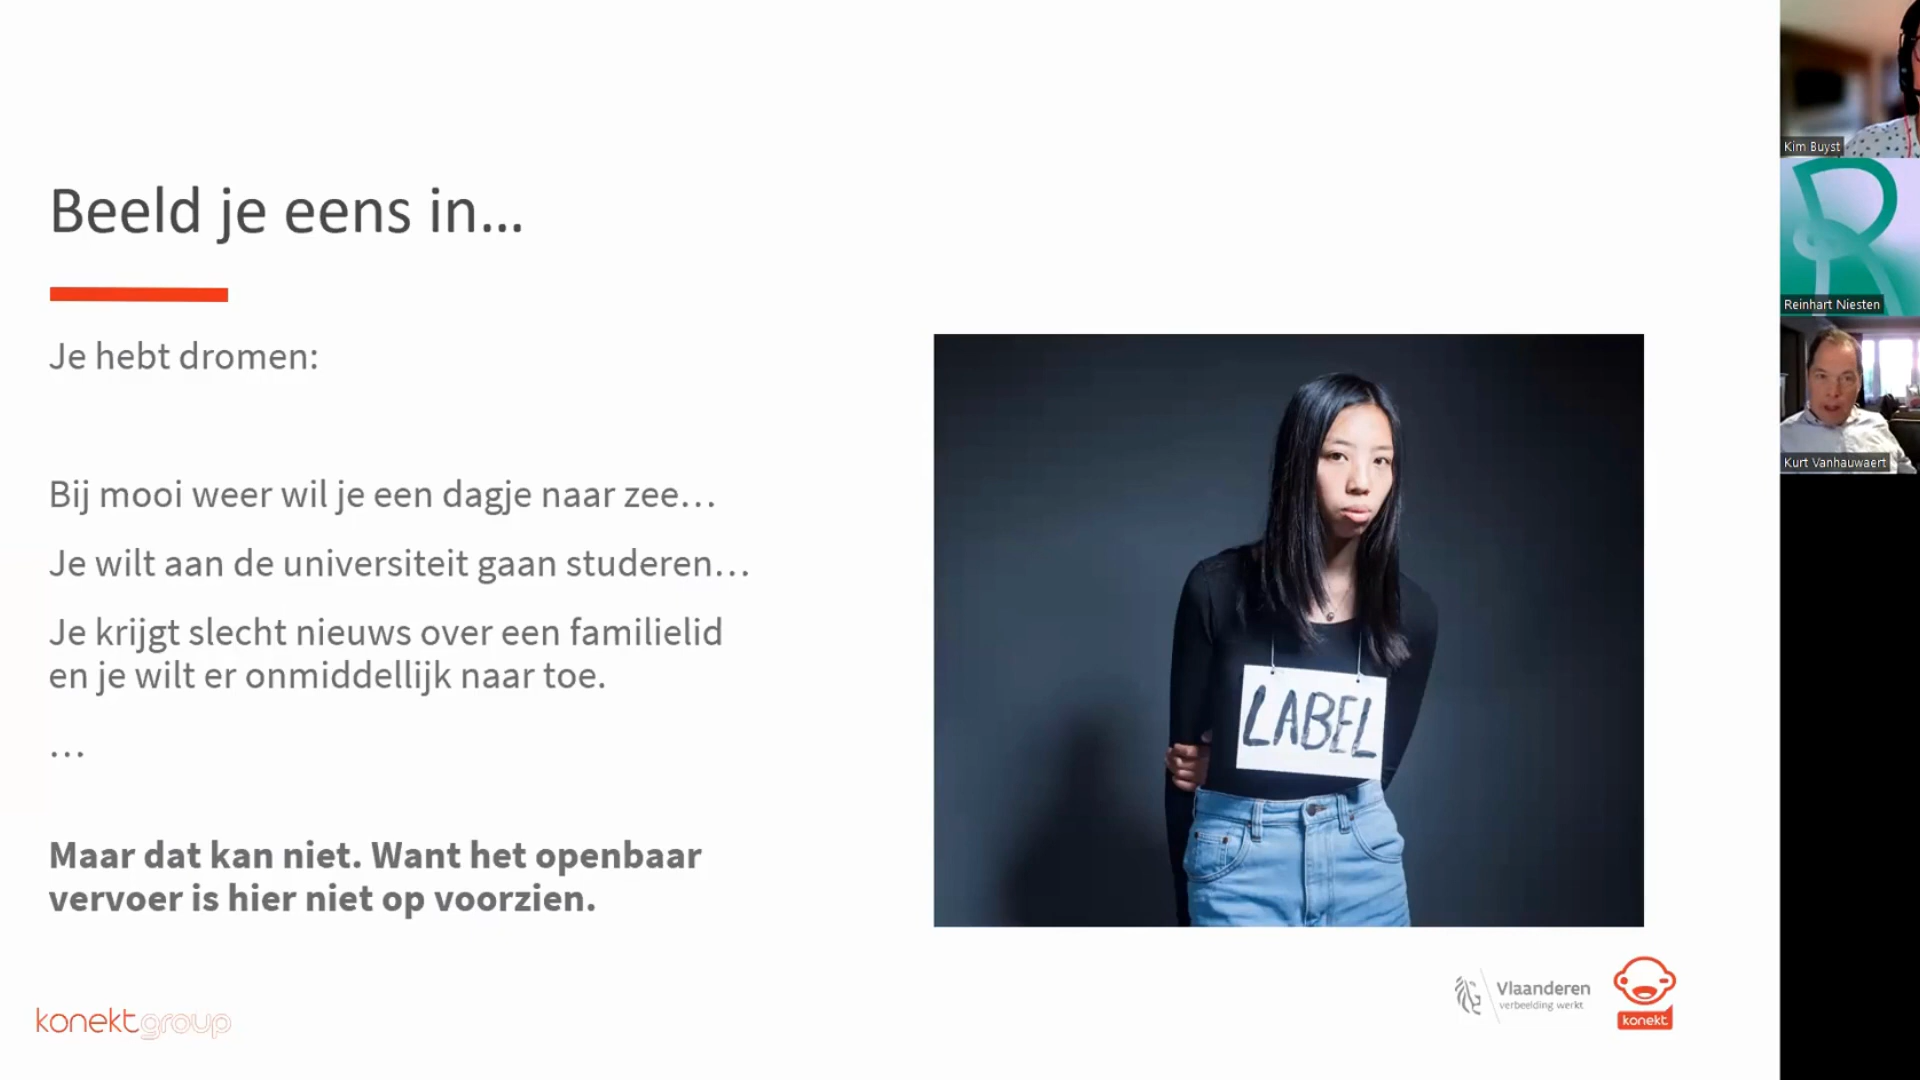 Beeld je eens in...
Je hebt dromen:
Bij mooi weer wil je een dagje naar zee…
Je wilt aan de universiteit gaan studeren…
Je krijgt slecht nieuws over een familielid
en je wilt er onmiddellijk naar toe.
…
Maar dat kan niet. Want het openbaar
vervoer is hier niet op voorzien.
LABEL
konektgroup
Vlaanderen
verbeelding werkt
konekt
Kim Buyst
Reinhart Niesten
Kurt Vanhauwaert